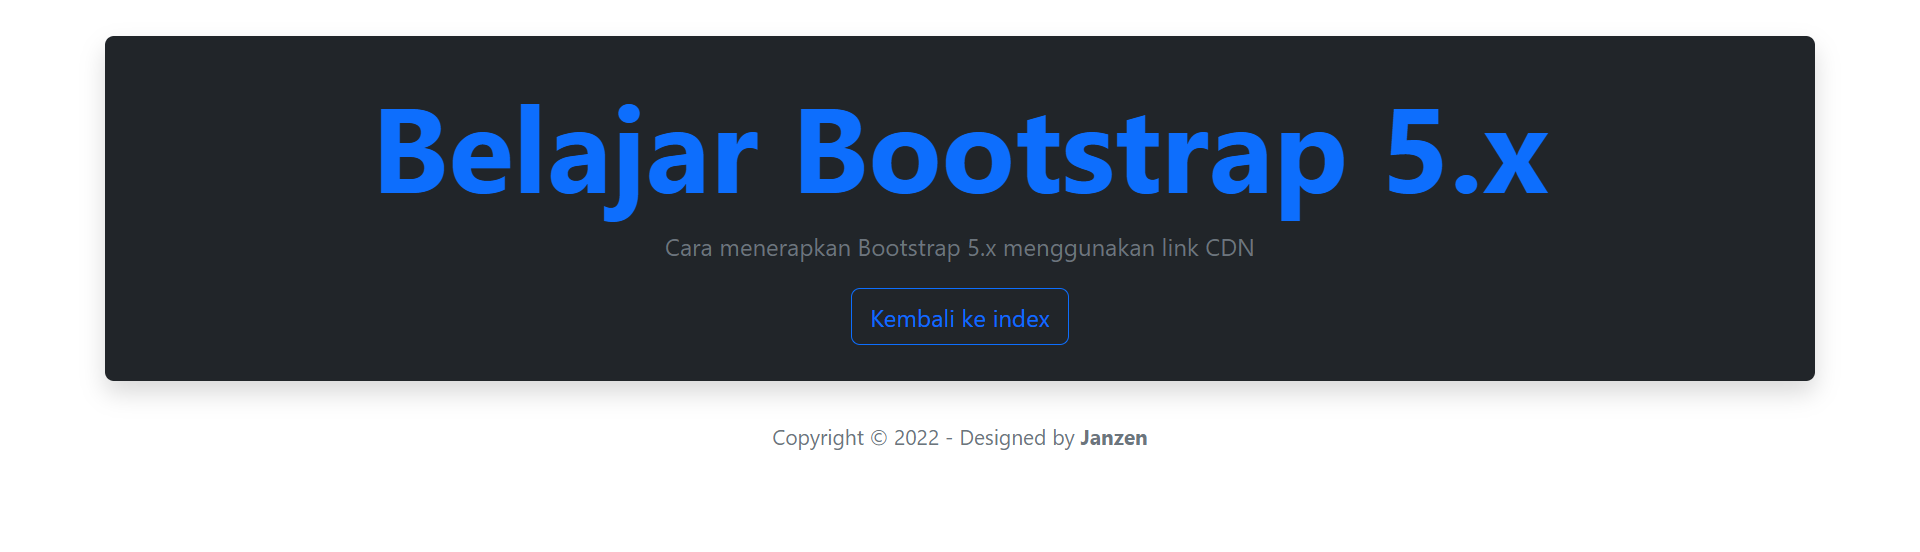 Belajar Bootstrap 5.x
Cara menerapkan Bootstrap 5.x menggunakan link CDN
Kembali ke index
Copyright © 2022 - Designed by Janzen